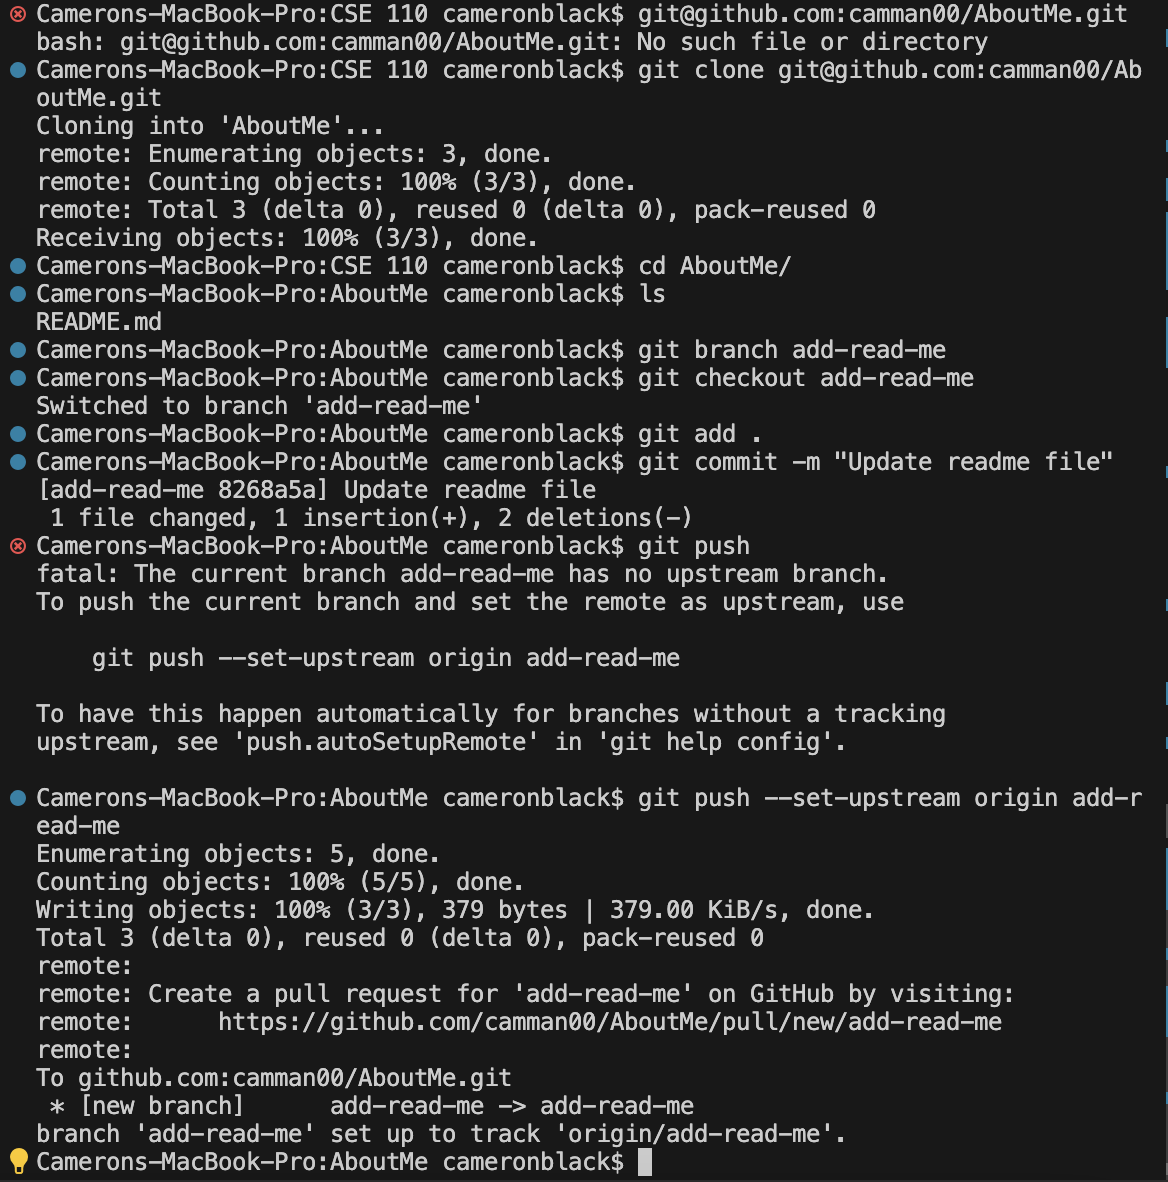 Camerons-MacBook-Pro:CSE 110 cameronblack$ git@github.com:camman00/AboutMe.git
bash: git@github.com:camman00/AboutMe.git: No such file or directory
Camerons-MacBook-Pro:CSE 110 cameronblack$ git clone git@github.com:camman00/Ab
outMe.git
Cloning into 'AboutMe'...
remote: Enumerating objects: 3, done.
remote: Counting objects: 100% (3/3), done.
remote: Total 3 (delta 0), reused 0 (delta 0), pack-reused 0
Receiving objects: 100% (3/3), done.
Camerons-MacBook-Pro:CSE 110 cameronblack$ cd AboutMe/
Camerons-MacBook-Pro:AboutMe cameronblack$ ls
README.md
Camerons-MacBook-Pro:AboutMe cameronblack$ git branch add-read-me
Camerons-MacBook-Pro:AboutMe cameronblack$ git checkout add-read-me
Switched to branch 'add-read-me'
Camerons-MacBook-Pro:AboutMe cameronblack$ git add .
Camerons-MacBook-Pro:AboutMe cameronblack$ git commit -m "Update readme file"
[add-read-me 8268a5a] Update readme file
 1 file changed, 1 insertion(+), 2 deletions(-)
Camerons-MacBook-Pro:AboutMe cameronblack$ git push
fatal: The current branch add-read-me has no upstream branch.
To push the current branch and set the remote as upstream, use

    git push --set-upstream origin add-read-me

To have this happen automatically for branches without a tracking
upstream, see 'push.autoSetupRemote' in 'git help config'.

Camerons-MacBook-Pro:AboutMe cameronblack$ git push --set-upstream origin add-r
ead-me
Enumerating objects: 5, done.
Counting objects: 100% (5/5), done.
Writing objects: 100% (3/3), 379 bytes | 379.00 KiB/s, done.
Total 3 (delta 0), reused 0 (delta 0), pack-reused 0
remote:
remote: Create a pull request for 'add-read-me' on GitHub by visiting:
remote:      https://github.com/camman00/AboutMe/pull/new/add-read-me
remote:
To github.com:camman00/AboutMe.git
 * [new branch]      add-read-me -> add-read-me
branch 'add-read-me' set up to track 'origin/add-read-me'.
Camerons-MacBook-Pro:AboutMe cameronblack$